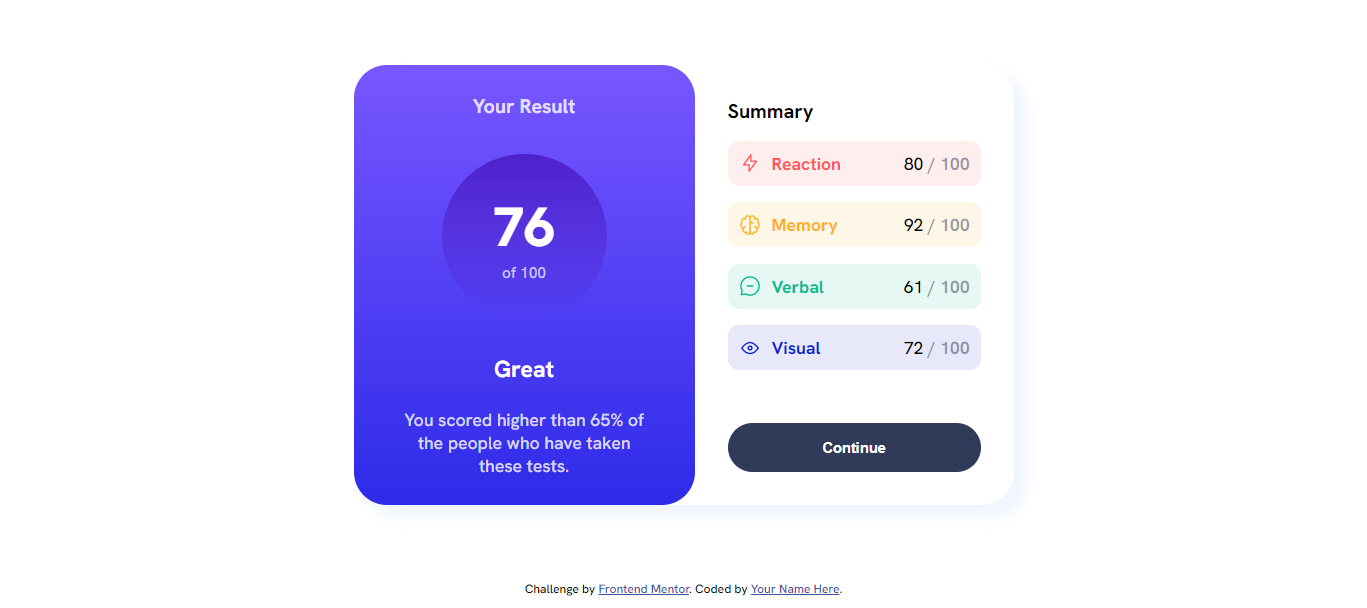 Your Result
76
of 100
Great
You scored higher than 65% of
the people who have taken
these tests.
Summary
Reaction 80 / 100
Memory 92 / 100
Verbal 61 / 100
Visual 72 / 100
Continue
Challenge by Frontend Mentor. Coded by Your Name Here.